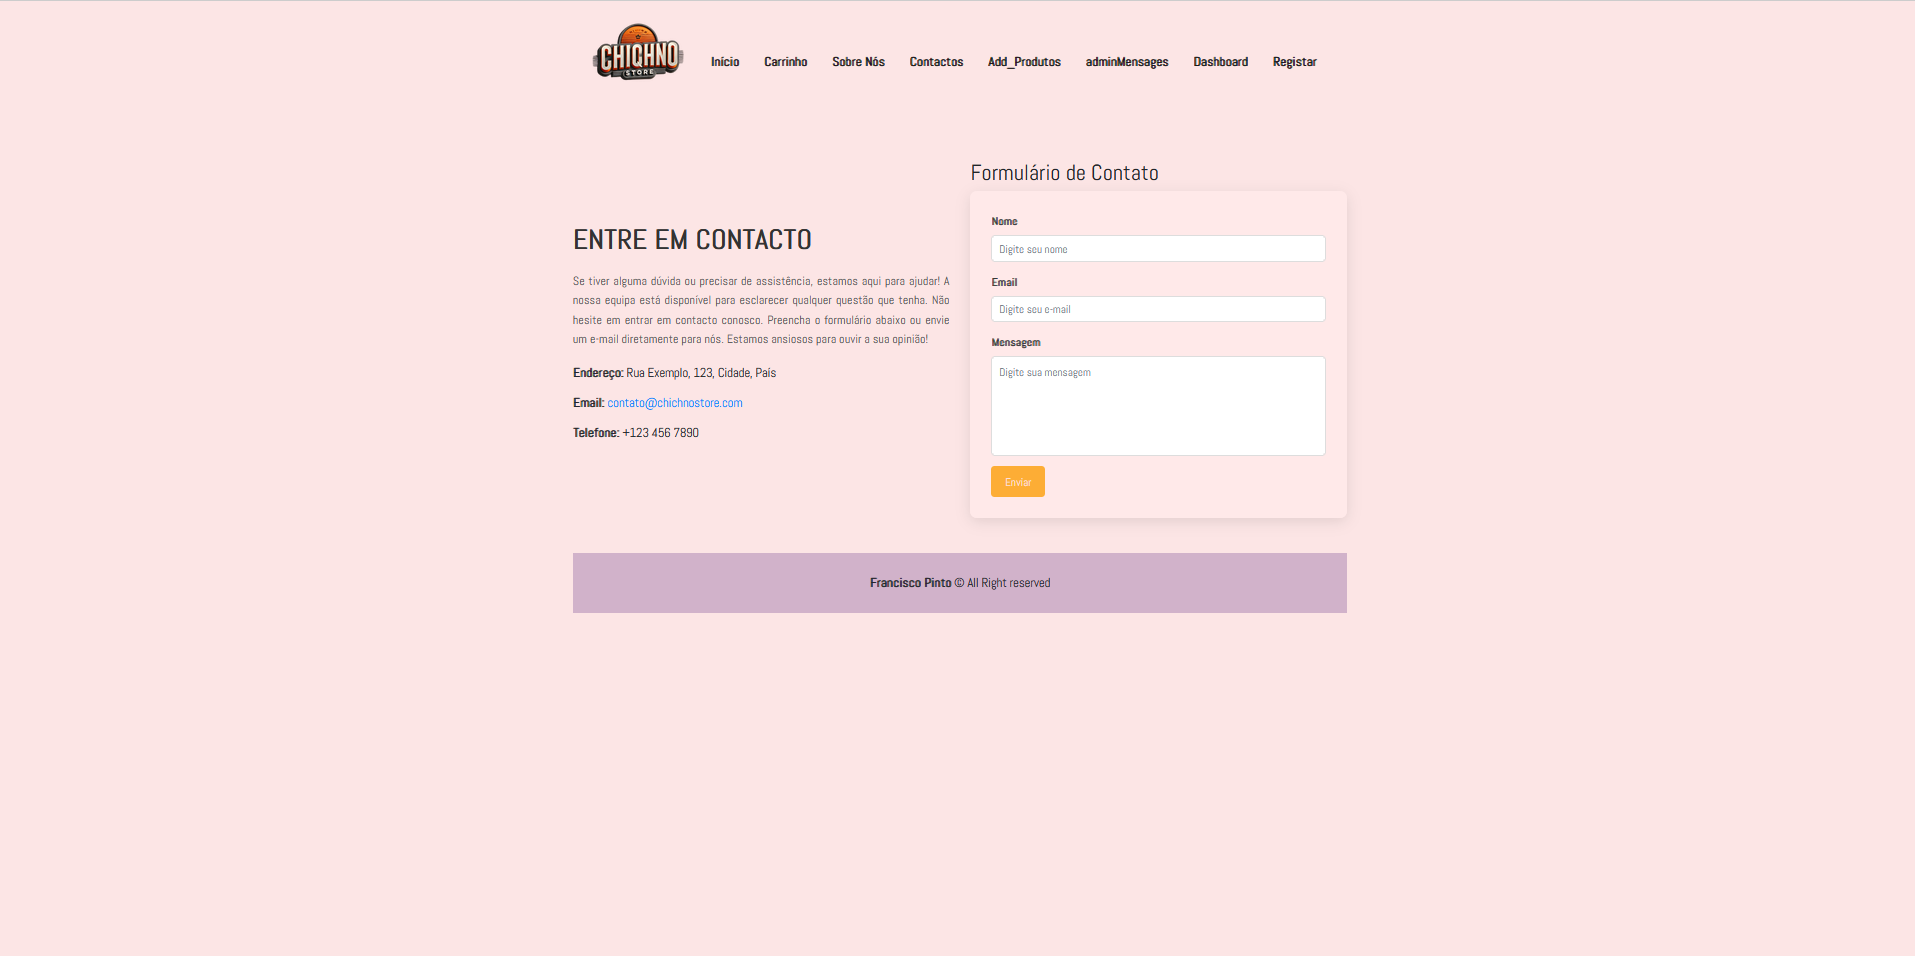 CHIQHNO
STORE
Início Carrinho Sobre Nós Contactos Add_Produtos adminMensages Dashboard Registar
ENTRE EM CONTACTO
Se tiver alguma dúvida ou precisar de assistência, estamos aqui para ajudar! A
nossa equipa está disponível para esclarecer qualquer questão que tenha. Não
hesite em entrar em contacto conosco. Preencha o formulário abaixo ou envie
um e-mail diretamente para nós. Estamos ansiosos para ouvir a sua opinião!
Endereço: Rua Exemplo, 123, Cidade, País
Email: contato@chichnostore.com
Telefone: +123 456 7890
Formulário de Contato
Nome
Digite seu nome
Email
Digite seu e-mail
Mensagem
Digite sua mensagem
Enviar
Francisco Pinto © All Right reserved